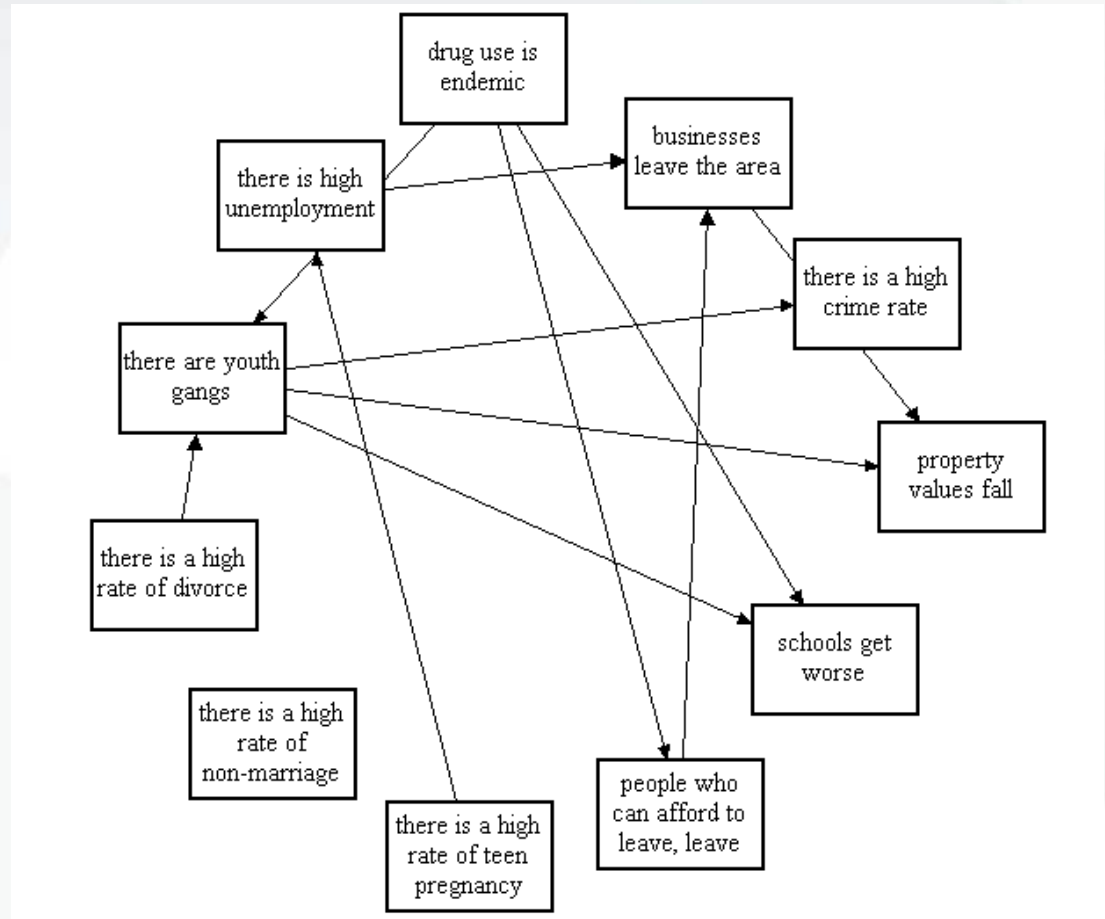 drug use is
endemic
businesses
leave the area
there is high
unemployment
there is a high
crime rate
there are youth
gangs
property
values fall
there is a high
rate of divorce
schools get
worse
there is a high
rate of
non-marriage
people who
can afford to
leave, leave
there is a high
rate of teen
pregnancy